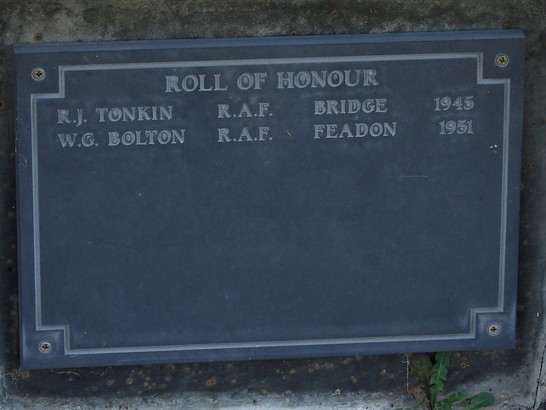 ROLL OF HONOUR
R.J. TONKIN R.A.F. BRIDGE 1945
W.G. BOLTON R.A.F. FEADON 1951